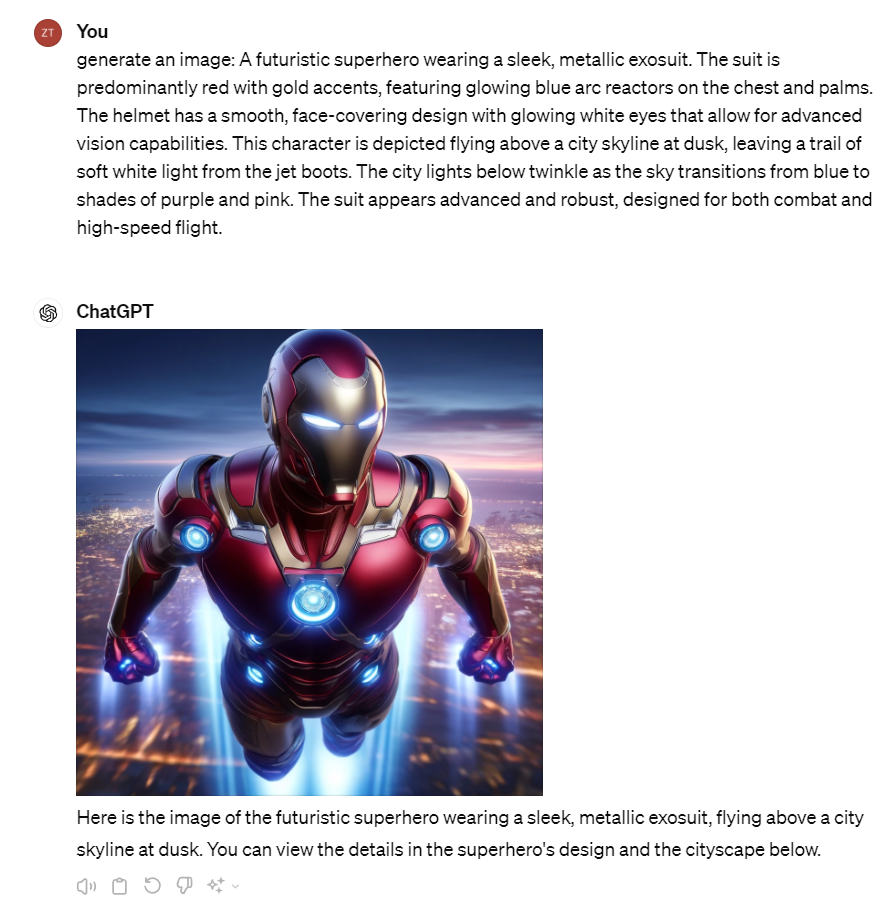 ZT
You
generate an image: A futuristic superhero wearing a sleek, metallic exosuit. The suit is
predominantly red with gold accents, featuring glowing blue arc reactors on the chest and palms.
The helmet has a smooth, face-covering design with glowing white eyes that allow for advanced
vision capabilities. This character is depicted flying above a city skyline at dusk, leaving a trail of
soft white light from the jet boots. The city lights below twinkle as the sky transitions from blue to
shades of purple and pink. The suit appears advanced and robust, designed for both combat and
high-speed flight.
ChatGPT
Here is the image of the futuristic superhero wearing a sleek, metallic exosuit, flying above a city
skyline at dusk. You can view the details in the superhero's design and the cityscape below.